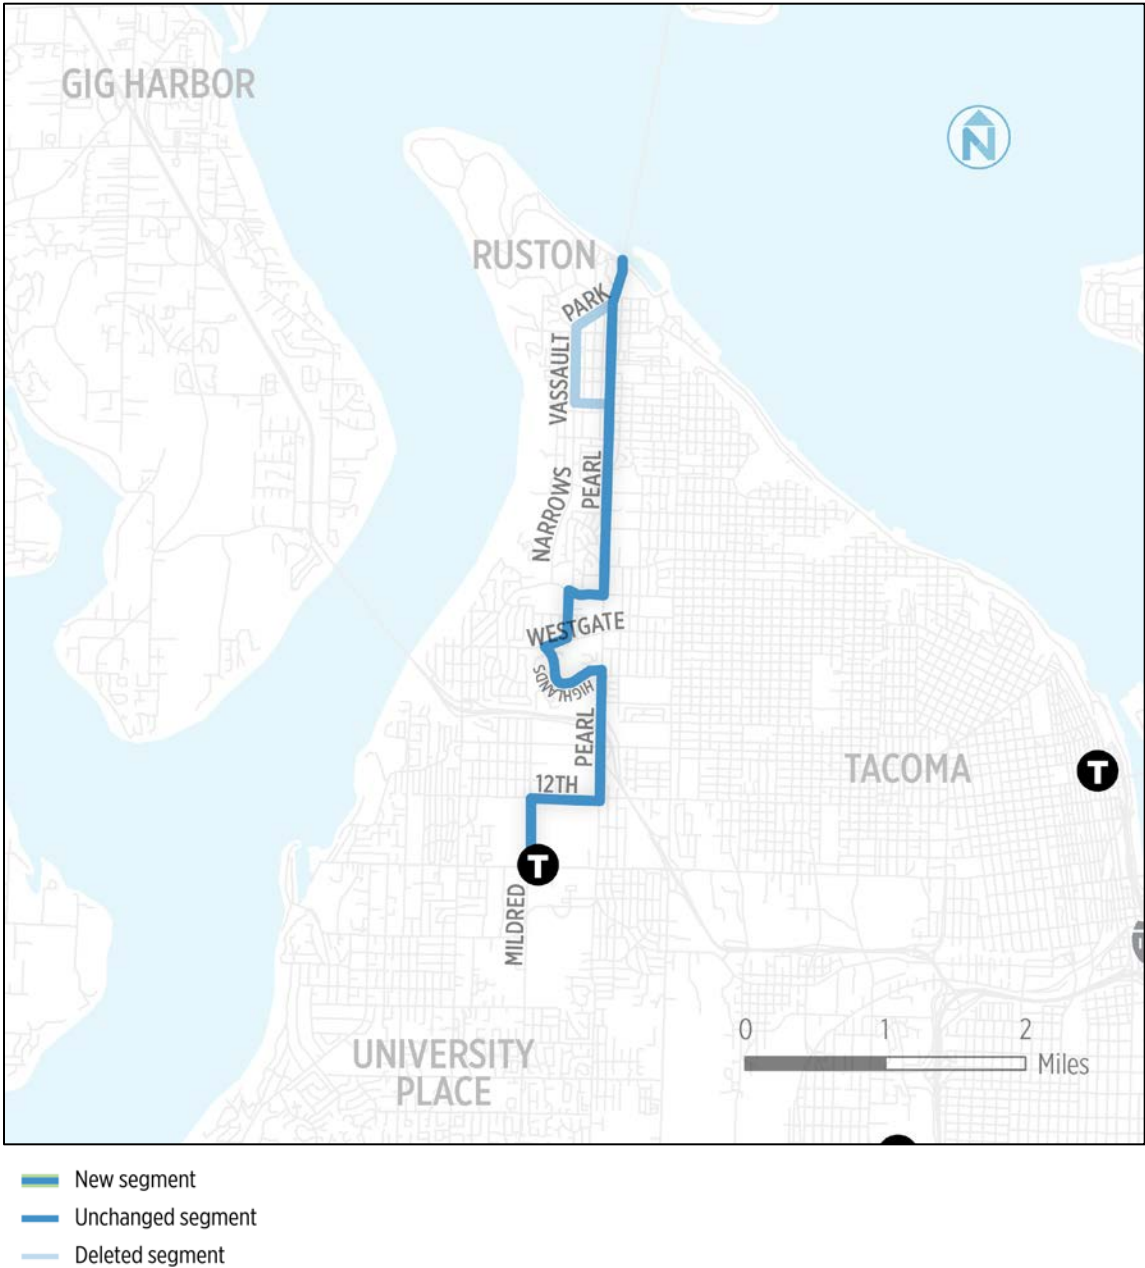 GIG HARBOR
N
RUSTON
PARK
VASSAULT
NARROWS
PEARL
WESTGATE
HIGHLANDS
PEARL
TACOMA
T
12TH
T
MILDRED
0 1 2
Miles
UNIVERSITY
PLACE
New segment
Unchanged segment
Deleted segment